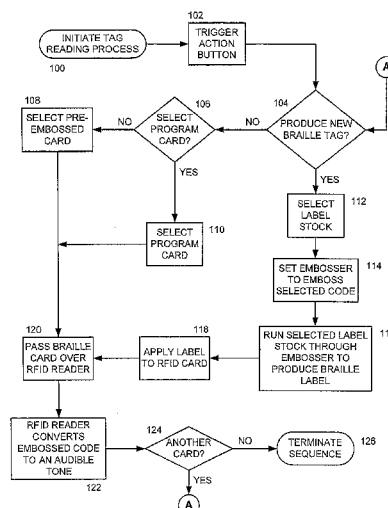 INITIATE TAG
READING PROCESS
100
102
TRIGGER
ACTION
BUTTON
A
108
SELECT PRE-
EMBOSSED
CARD
NO
106
SELECT
PROGRAM
CARD?
NO
104
PRODUCE NEW
BRAILLE TAG?
YES
YES
SELECT
PROGRAM
CARD
110
SELECT
LABEL
STOCK
112
SET EMBOSSER
TO EMBOSS
SELECTED CODE
114
120
PASS BRAILLE
CARD OVER
RFID READER
118
APPLY LABEL
TO RFID CARD
RUN SELECTED LABEL
STOCK THROUGH
EMBOSSER TO
PRODUCE BRAILLE
LABEL
RFID READER
CONVERTS
EMBOSSED CODE
TO AN AUDIBLE
TONE
122
124
ANOTHER
CARD?
NO
TERMINATE
SEQUENCE
126
YES
A